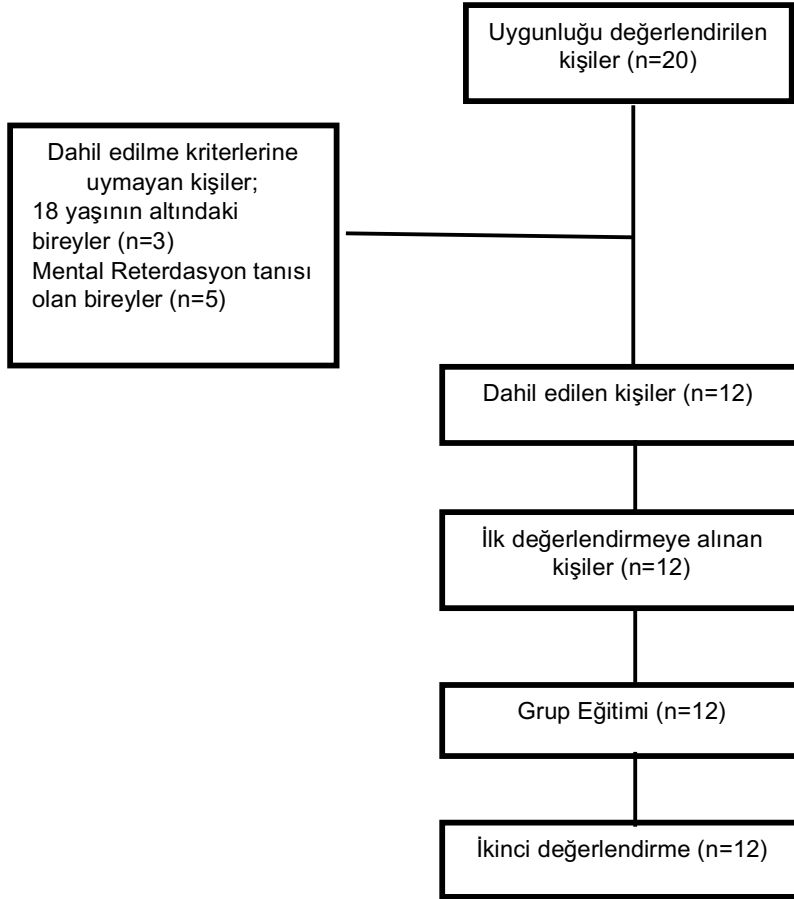 Uygunluğu değerlendirilen
kişiler (n=20)
Dahil edilme kriterlerine
uymayan kişiler;
18 yaşının altındaki
bireyler (n=3)
Mental Reterdasyon tanısı
olan bireyler (n=5)
Dahil edilen kişiler (n=12)
İlk değerlendirmeye alınan
kişiler (n=12)
Grup Eğitimi (n=12)
İkinci değerlendirme (n=12)